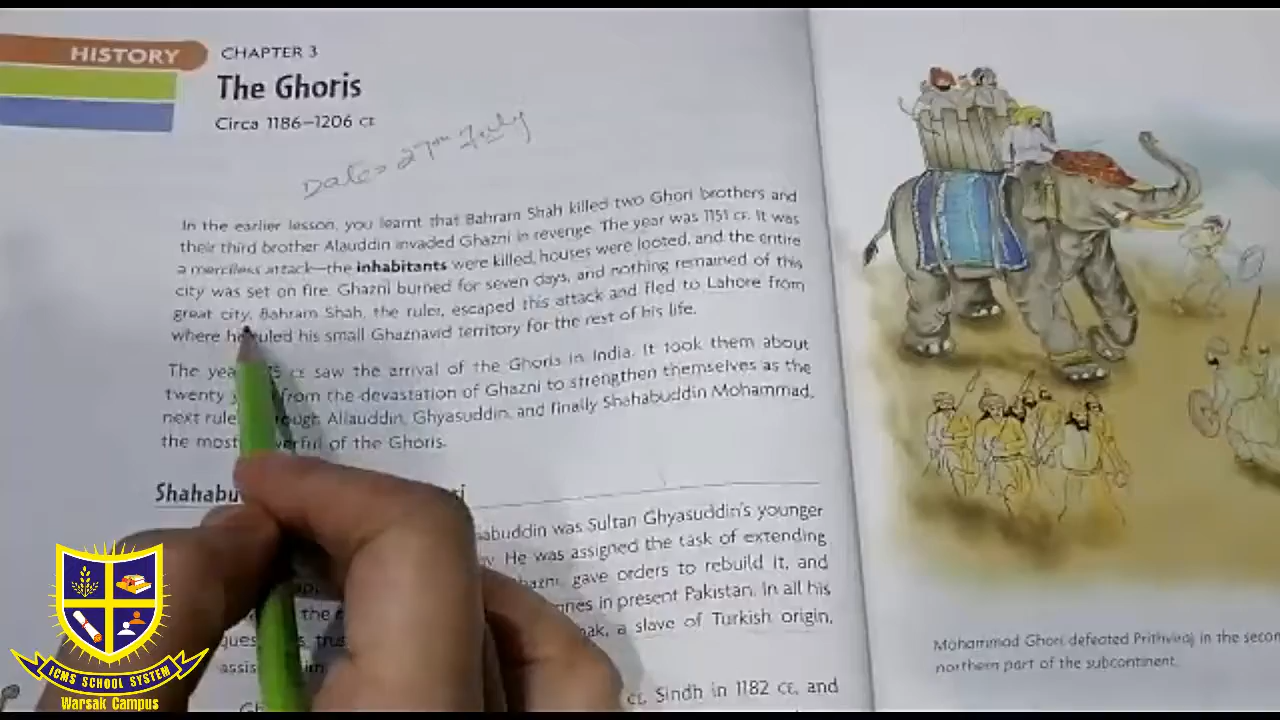 HISTORY
CHAPTER 3
The Ghoris
Circa 1186–1206 CE
Date= 27th July
In the earlier lesson, you learnt that Bahram Shah killed two Ghori brothers and
their third brother Alauddin invaded Ghazni in revenge. The year was 1151 CE. It was
a merciless attack—the inhabitants were killed, houses were looted, and the entire
city was set on fire. Ghazni burned for seven days, and nothing remained of this
great city. Bahram Shah, the ruler, escaped this attack and fled to Lahore from
where he ruled his small Ghaznavid territory for the rest of his life.
The 5 CE saw the arrival of the Ghoris in India. It took them about
twenty from the devastation of Ghazni to strengthen themselves as the
next Allauddin, Ghyasuddin, and finally Shahabuddin Mohammad,
the most of the Ghoris.
was Sultan Ghyasuddin's younger
He was assigned the task of extending
gave orders to rebuild it, and
in present Pakistan. In all his
a slave of Turkish origin,
CE, Sindh in 1182 CE, and
Mohammad Ghori defeated Prithviraj in the
northern part of the subcontinent.
ICMS SCHOOL SYSTEM
Warsak Campus